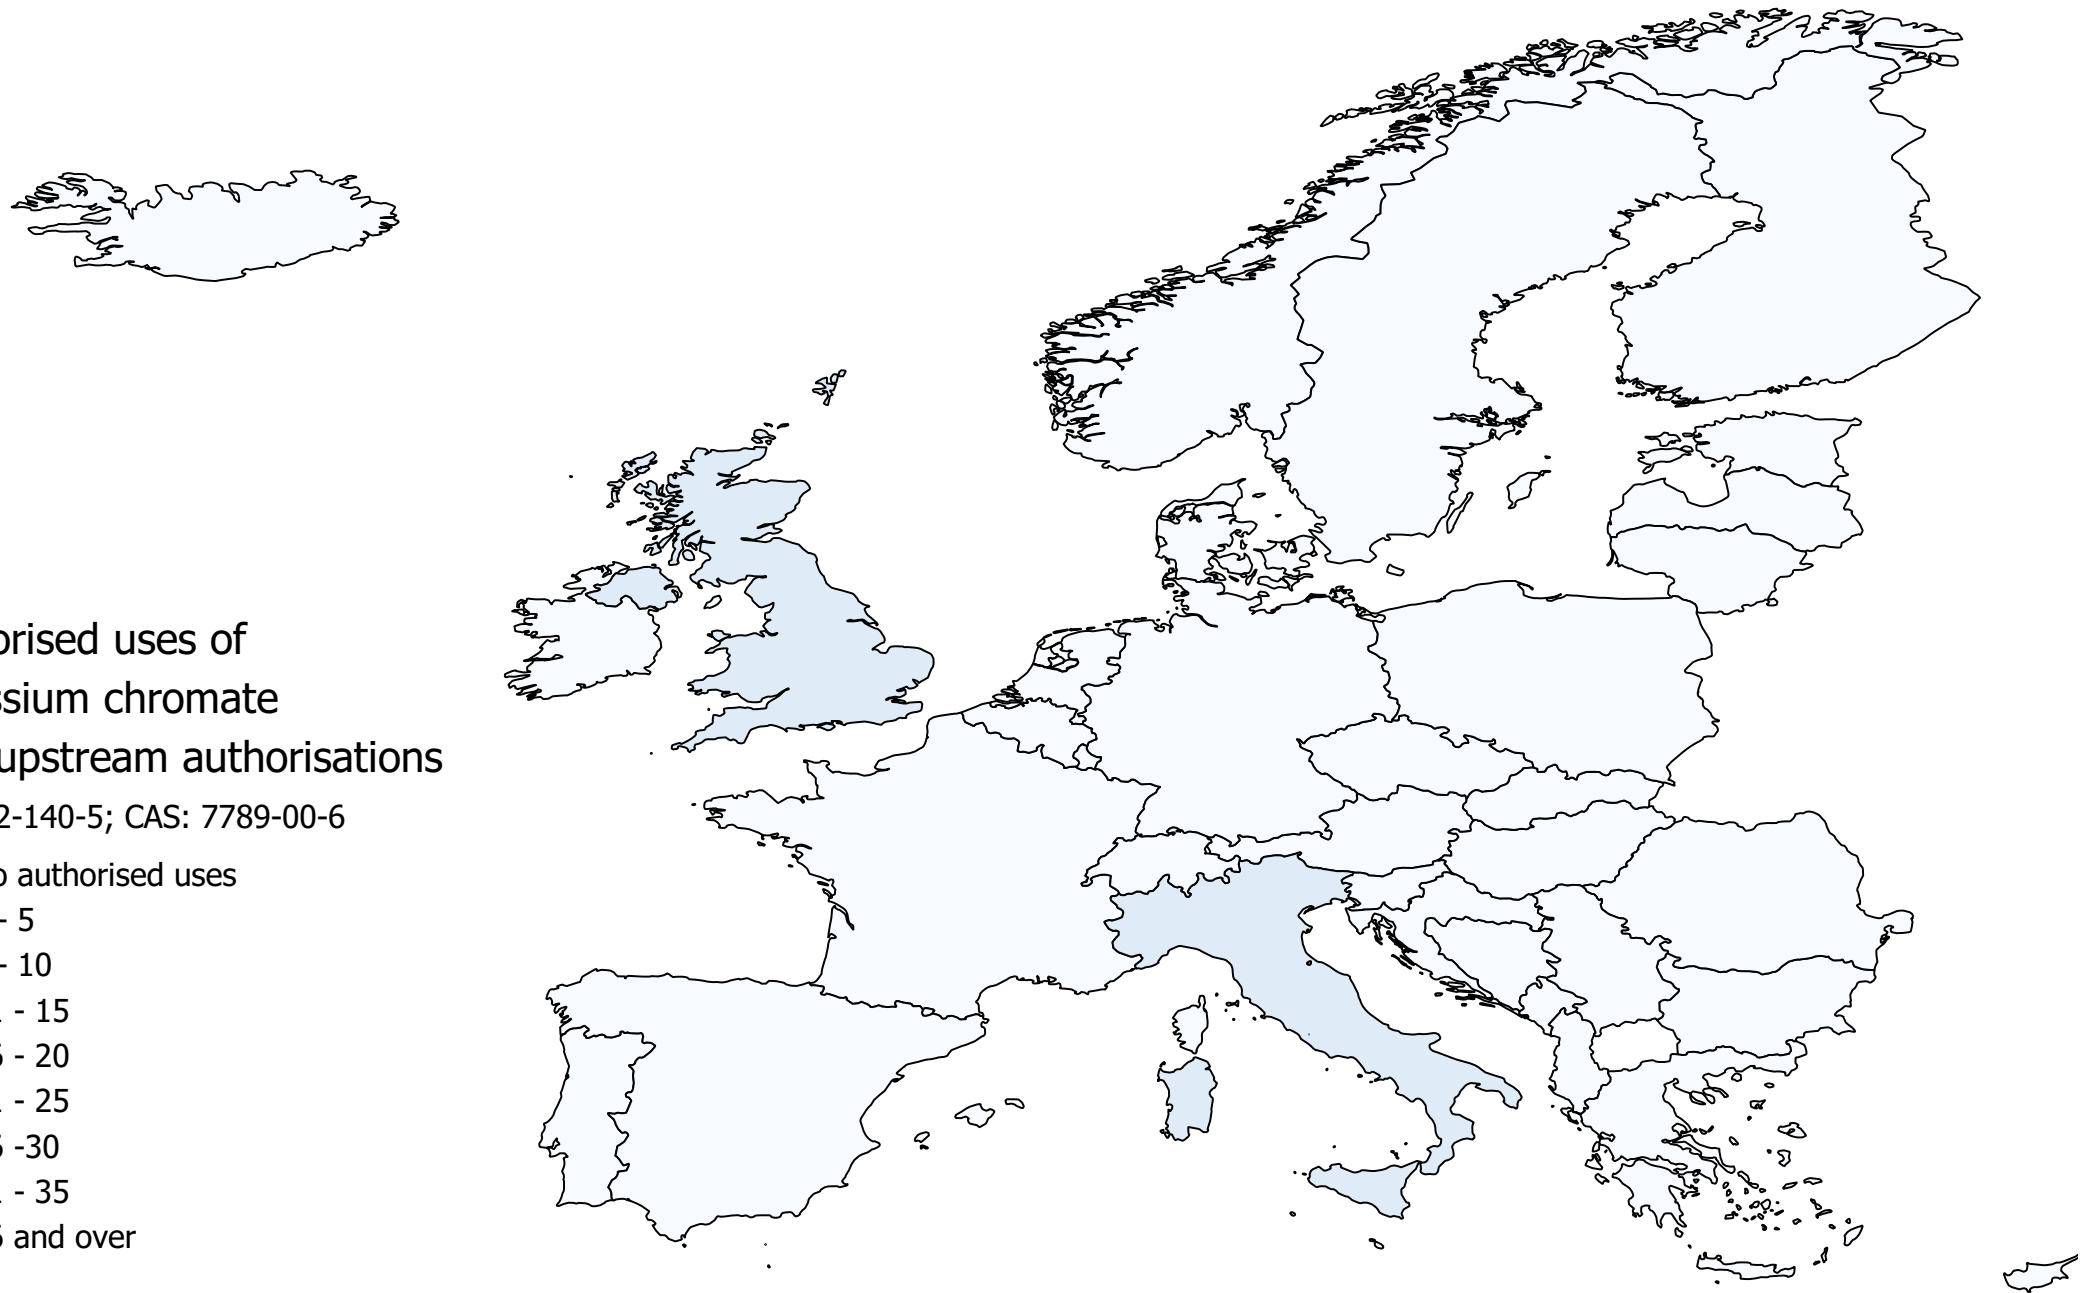 orised uses of
ssium chromate
upstream authorisations
2-140-5; CAS: 7789-00-6
o authorised uses
- 5
- 10
- 15
- 20
- 25
-30
- 35
and over